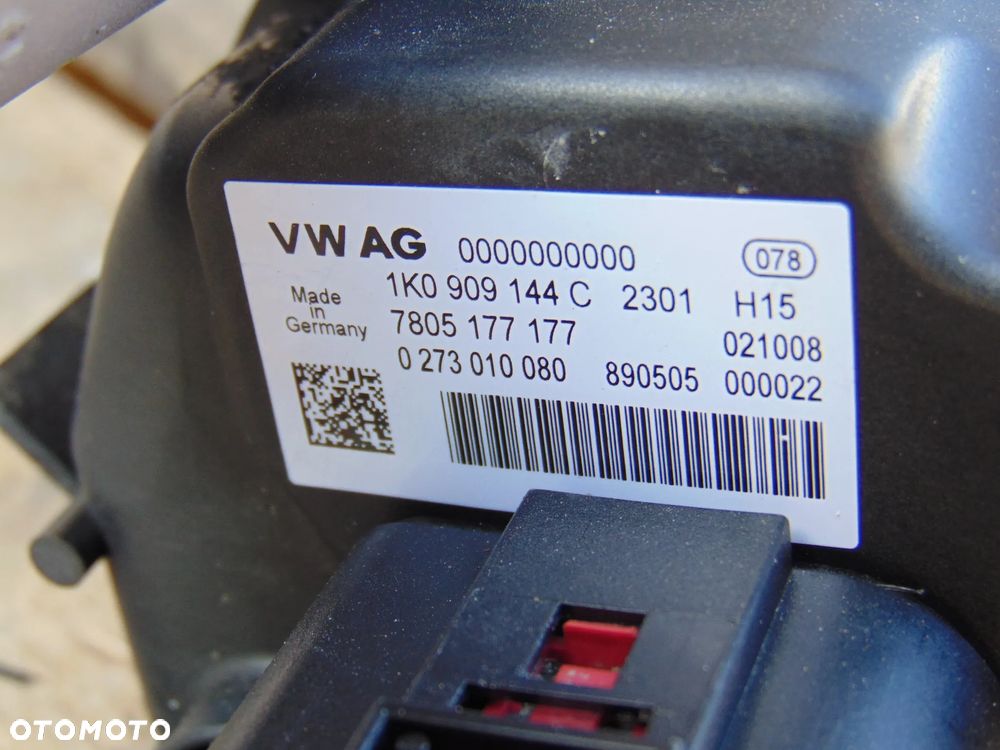 VW AG 0000000000 078
1K0 909 144 C 2301 H15
Made
in
Germany
7805 177 177 021008
0 273 010 080 890505 000022
OTOMOTO